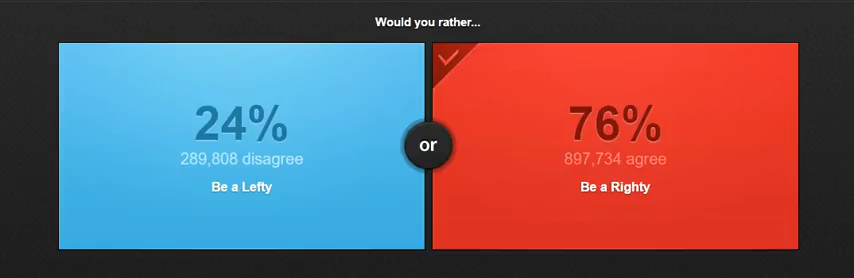 Would you rather...
24%
289,808 disagree
Be a Lefty
or
76%
897,734 agree
Be a Righty